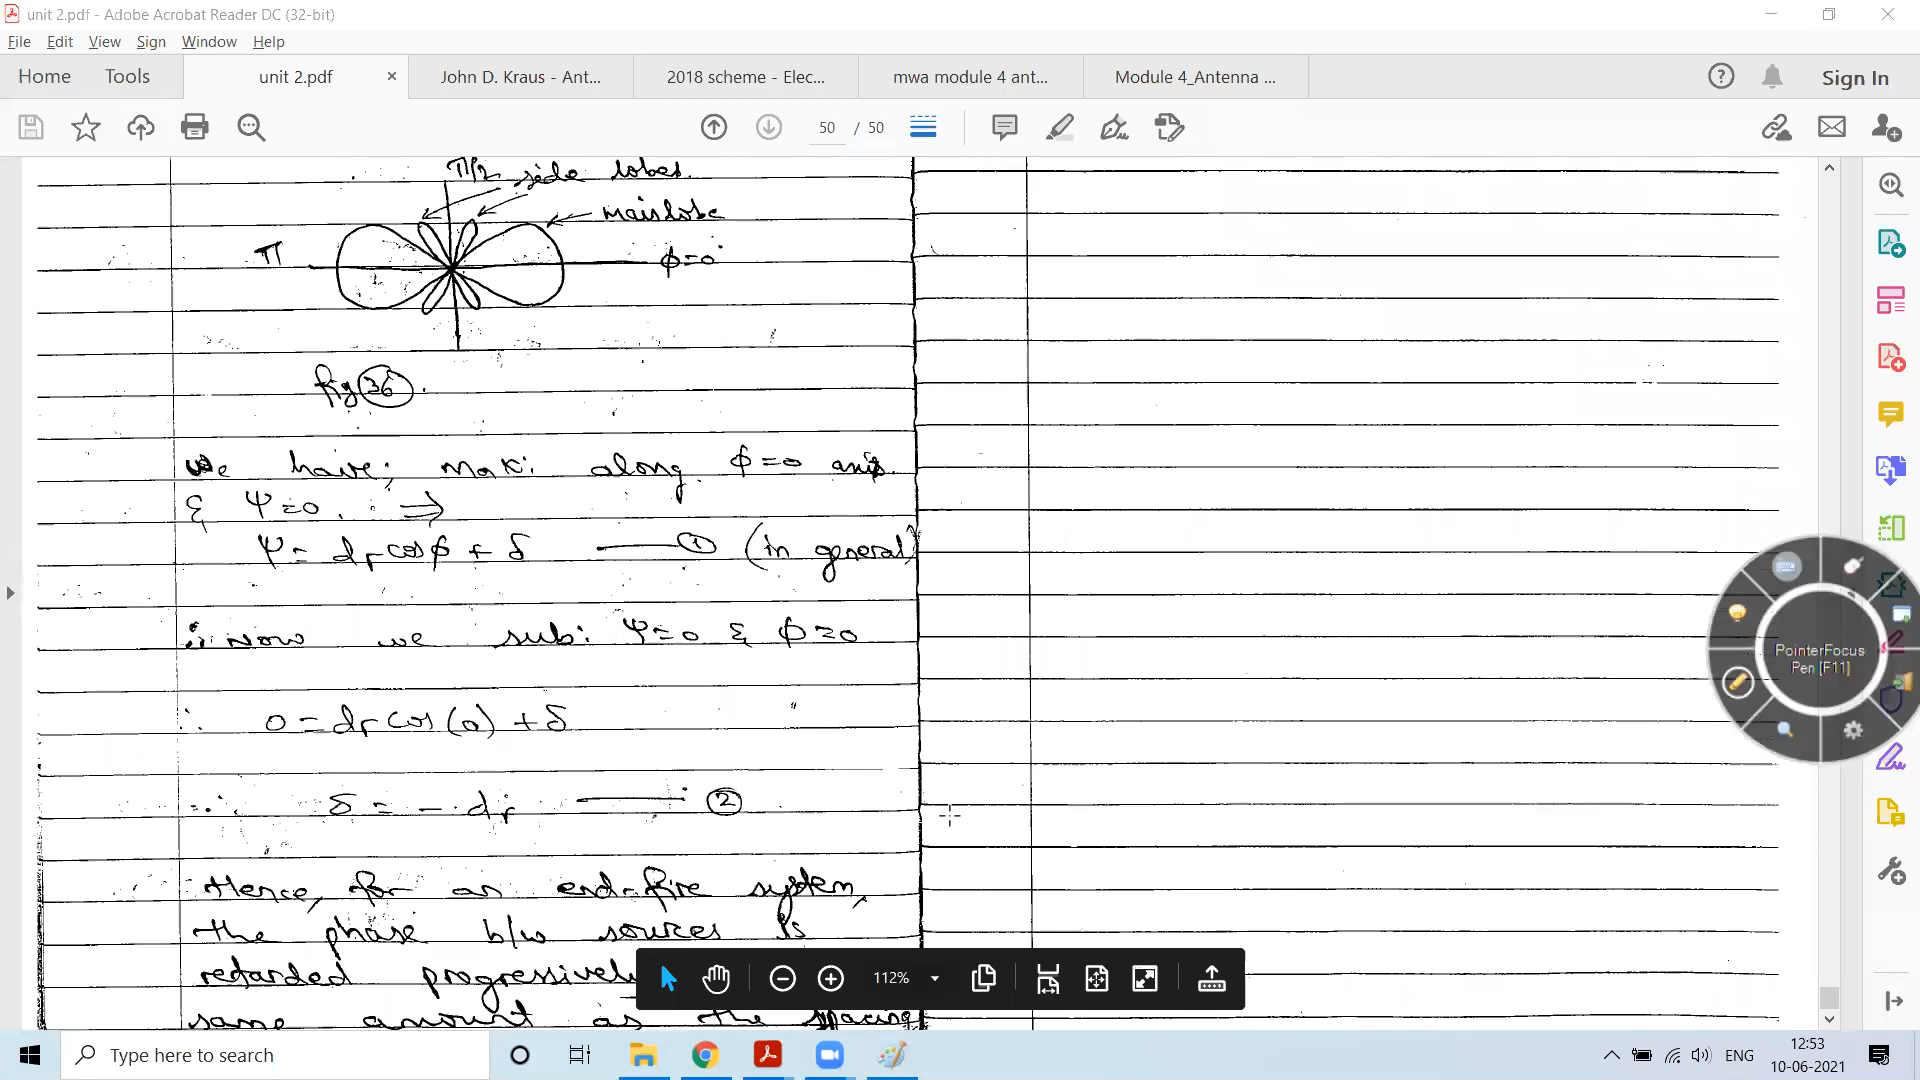 unit 2.pdf - Adobe Acrobat Reader DC (32-bit)
File Edit View Sign Window Help
Home Tools unit 2.pdf × John D. Kraus - Ant... 2018 scheme - Elec... mwa module 4 ant... Module 4_Antenna ... Sign In
50 / 50
π/2 side lobes.
main lobe
π
ϕ=0
fig 36.
we have; max: along ϕ=0 axis.
& Ψ=0. ⇒
Ψ= dr cosϕ + δ —— ① (in general)
∴ Now we sub: Ψ=0 & ϕ=0
∴ 0 = dr cos(0) + δ
∴ δ = - dr —— ②
Hence, for an end-fire system,
the phase b/w sources is
retarded progressively
same amount as the spacing
PointerFocus
Pen [F11]
112%
Type here to search
ENG
12:53
10-06-2021